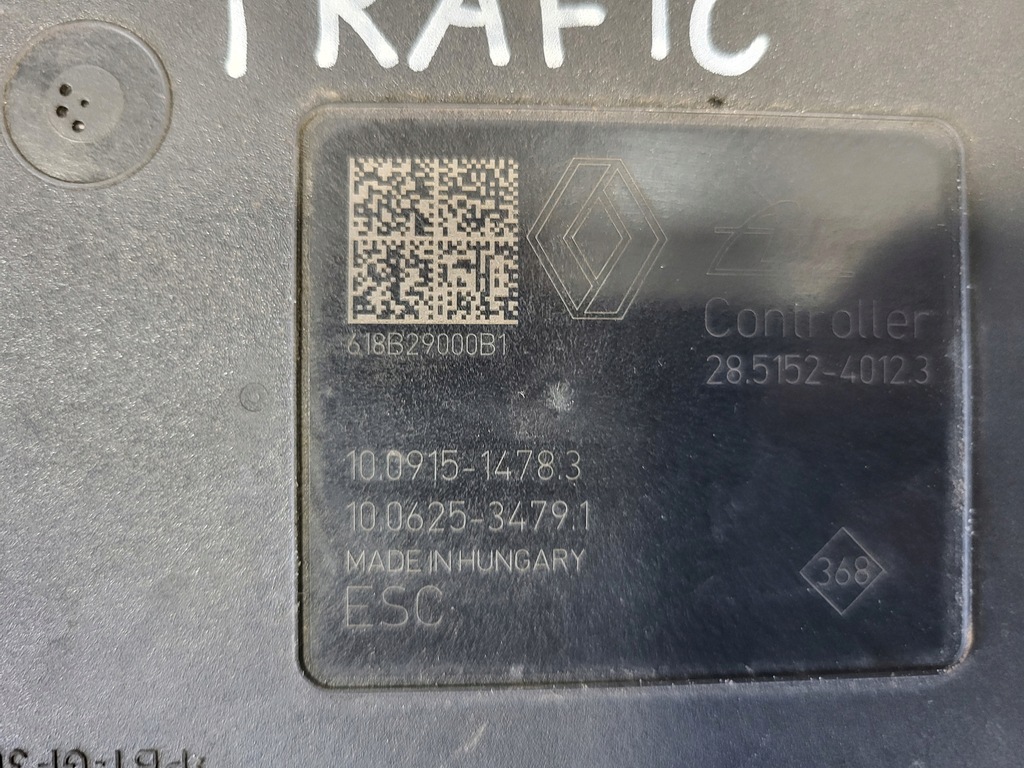 TRAFIC
618B29000B1
Controller
28.5152-4012.3
10.0915-1478.3
10.0625-3479.1
MADE IN HUNGARY
ESC
368